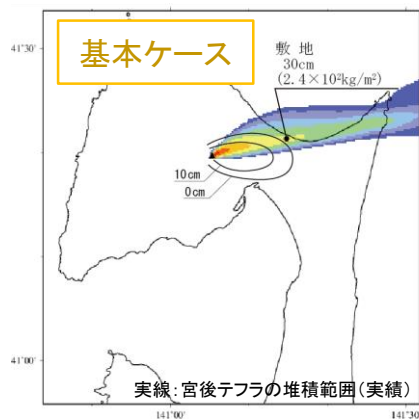 41°30'
基本ケース
敷地
30cm
(2.4×10²kg/m²)
10cm
0cm
41°00'
実線:宮後テフラの堆積範囲(実績)
141°00'
141°30'